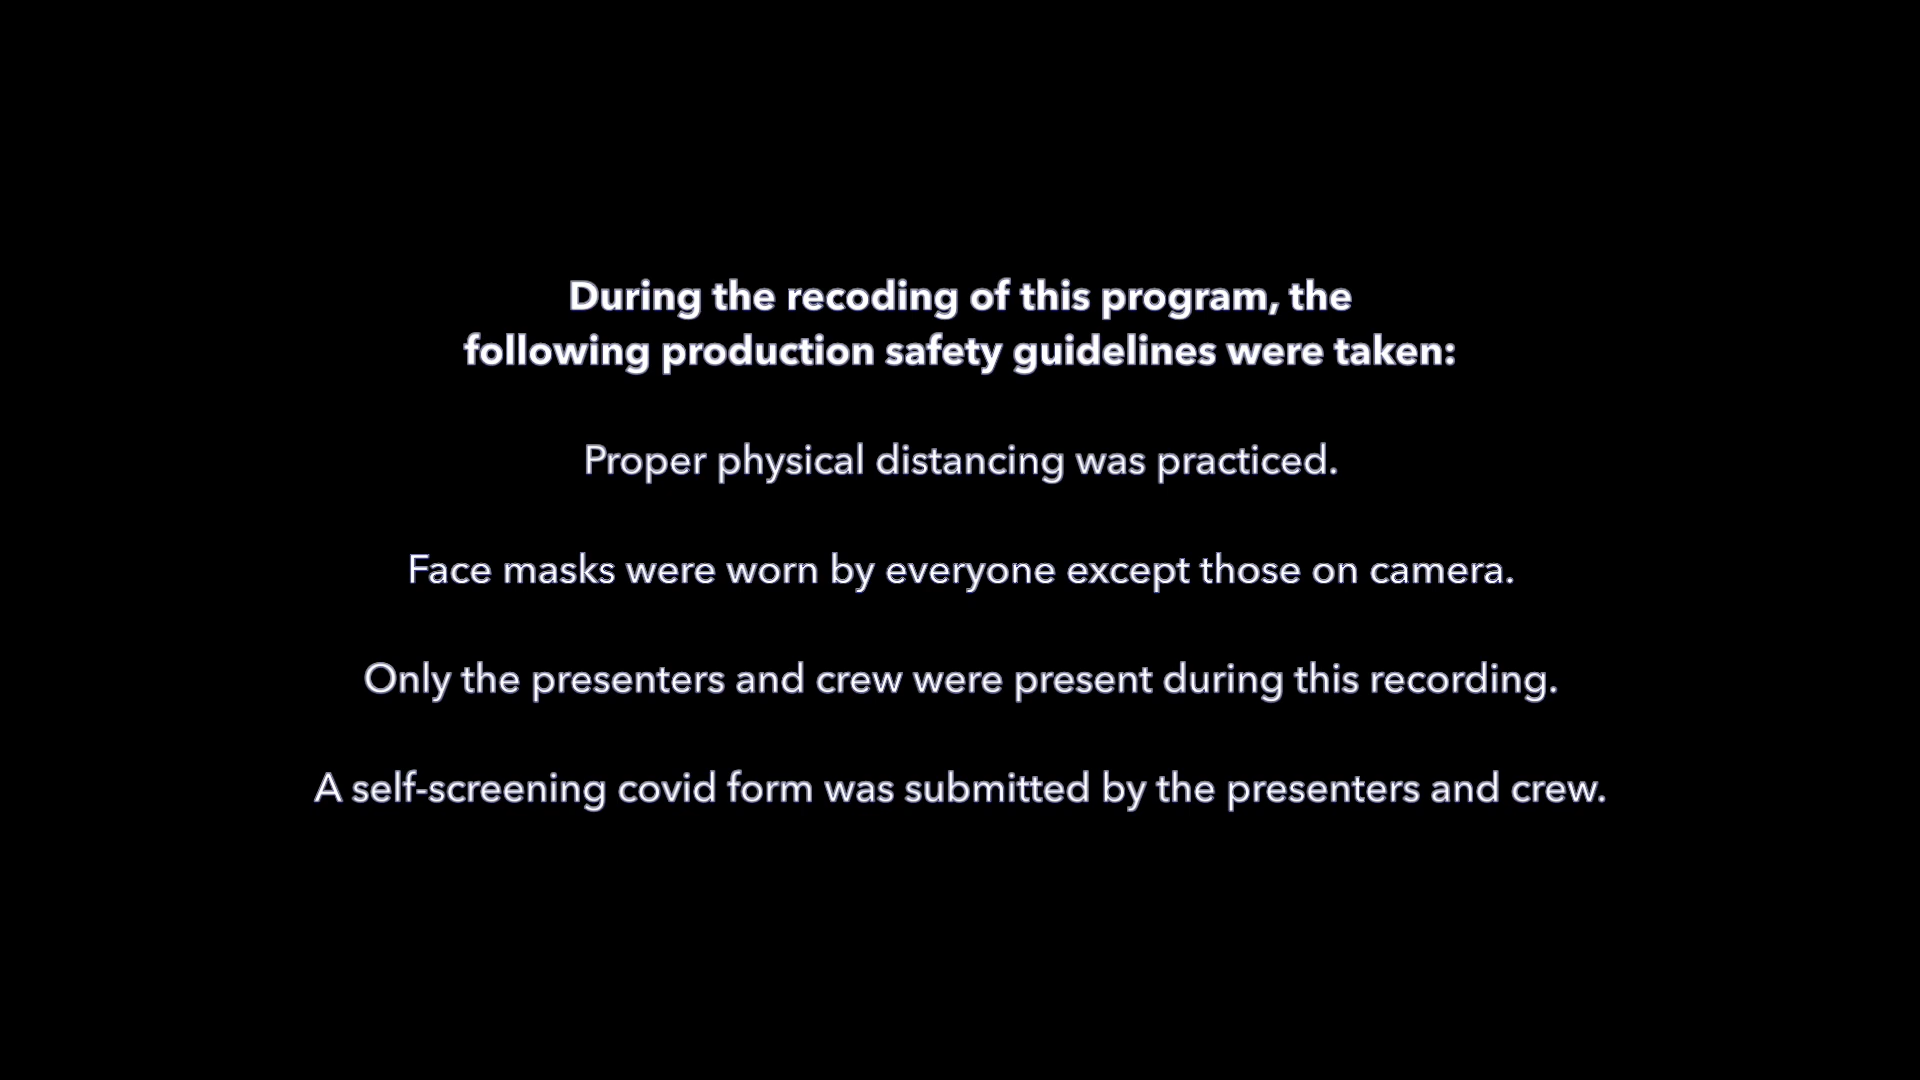 During the recoding of this program, the
following production safety guidelines were taken:
Proper physical distancing was practiced.
Face masks were worn by everyone except those on camera.
Only the presenters and crew were present during this recording.
A self-screening covid form was submitted by the presenters and crew.